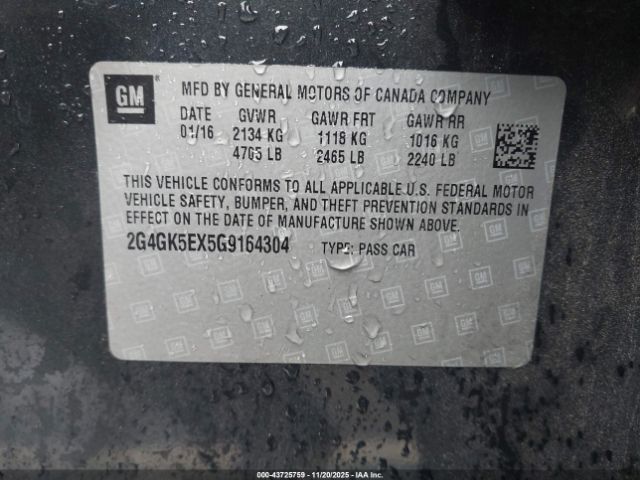 GM
MFD BY GENERAL MOTORS OF CANADA COMPANY
DATE GVWR GAWR FRT GAWR RR
01/16 2134 KG 1118 KG 1016 KG
4705 LB 2465 LB 2240 LB
THIS VEHICLE CONFORMS TO ALL APPLICABLE U.S. FEDERAL MOTOR
VEHICLE SAFETY, BUMPER, AND THEFT PREVENTION STANDARDS IN
EFFECT ON THE DATE OF MANUFACTURE SHOWN ABOVE.
2G4GK5EX5G9164304 TYPE: PASS CAR
000-43725759 - 11/20/2025 - IAA Inc.